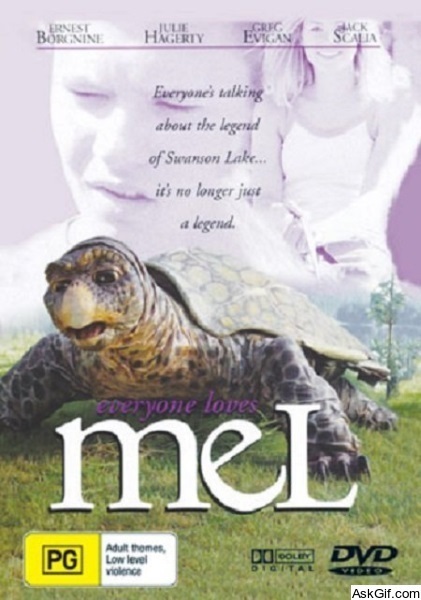 ERNEST BORGNINE
JULIE HAGERTY
GREG EVIGAN
JACK SCALIA
Everyone's talking
about the legend
of Swanson Lake...
it's no longer just
a legend.
everyone loves
meL
PG
Adult themes,
Low level
violence
DOLBY
DIGITAL
DVD
VIDEO
AskGif.com